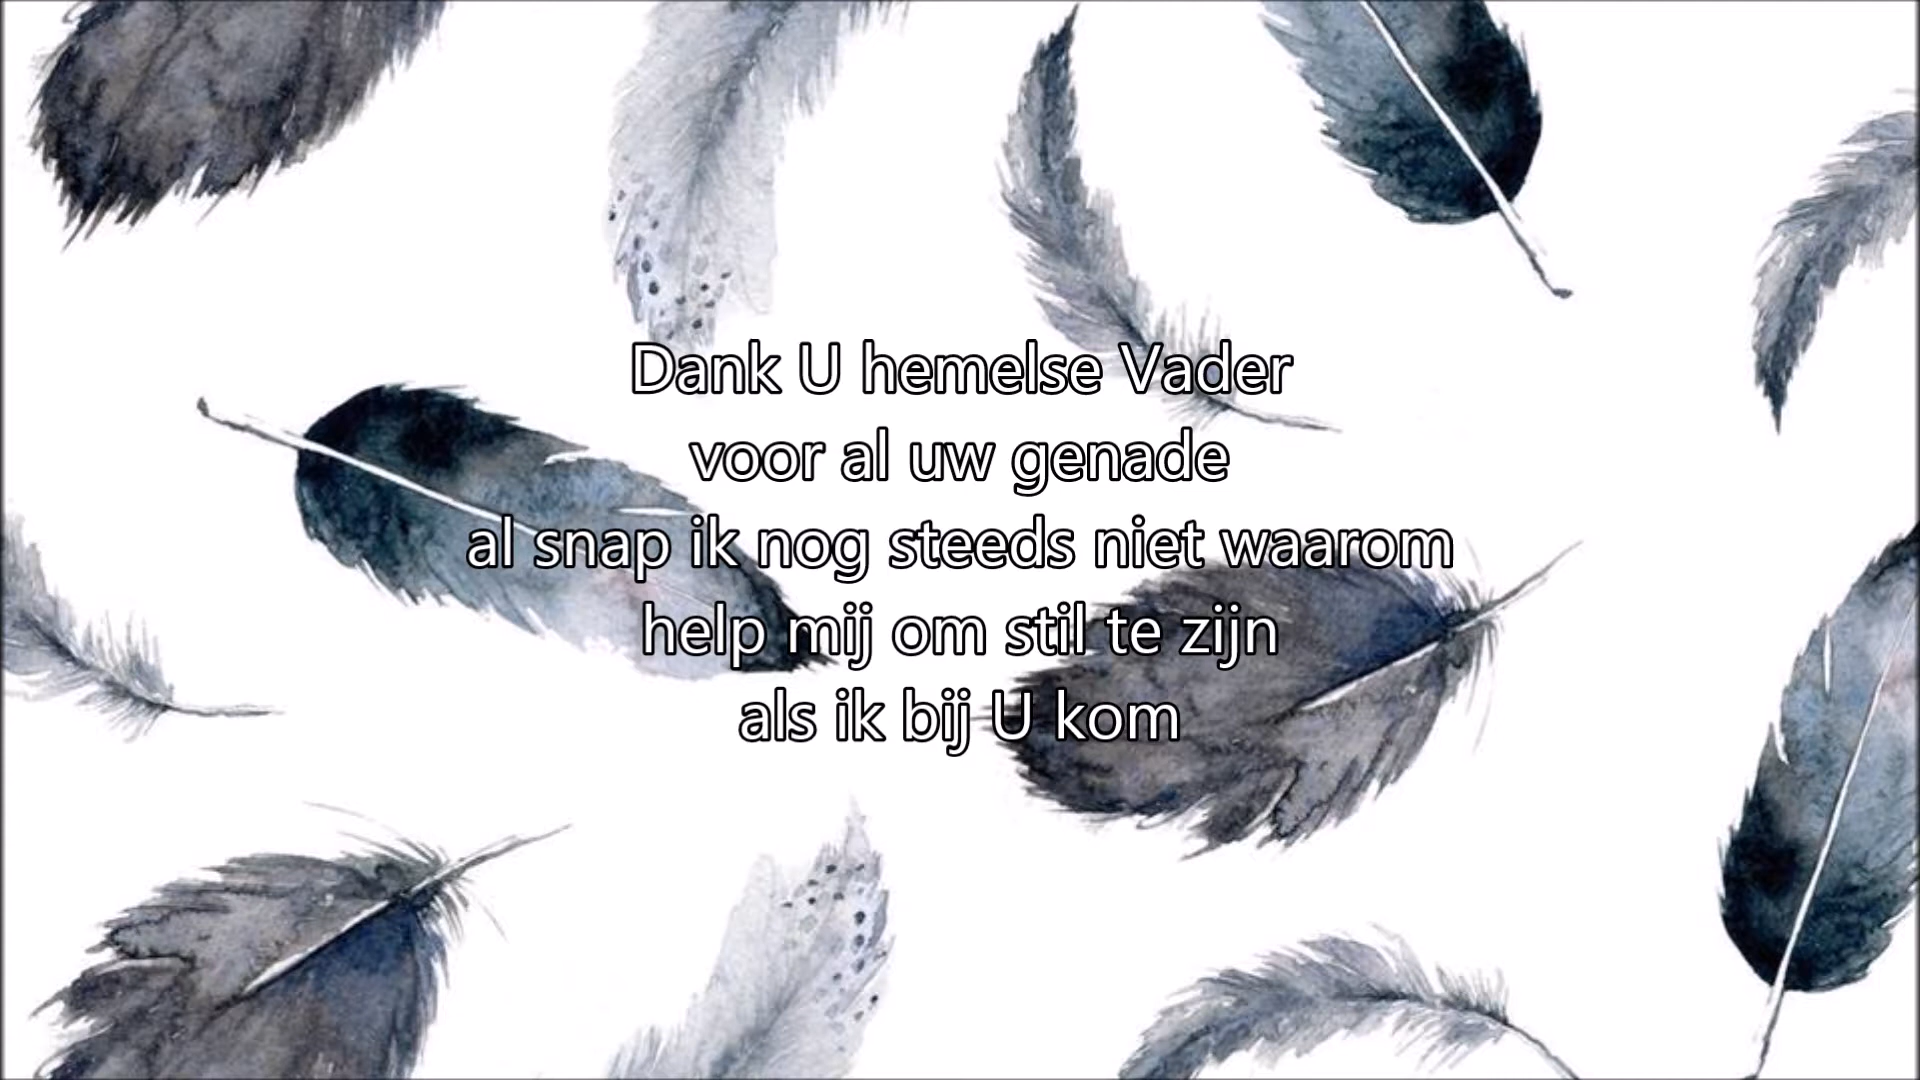 Dank U hemelse Vader
voor al uw genade
al snap ik nog steeds niet waarom
help mij om stil te zijn
als ik bij U kom